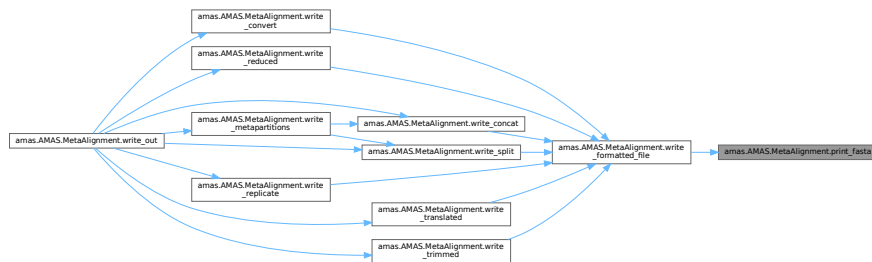 amas.AMAS.MetaAlignment.write
_convert
amas.AMAS.MetaAlignment.write
_reduced
amas.AMAS.MetaAlignment.write
_metapartitions
amas.AMAS.MetaAlignment.write_concat
amas.AMAS.MetaAlignment.write_out
amas.AMAS.MetaAlignment.write_split
amas.AMAS.MetaAlignment.write
_formatted_file
amas.AMAS.MetaAlignment.print_fasta
amas.AMAS.MetaAlignment.write
_replicate
amas.AMAS.MetaAlignment.write
_translated
amas.AMAS.MetaAlignment.write
_trimmed